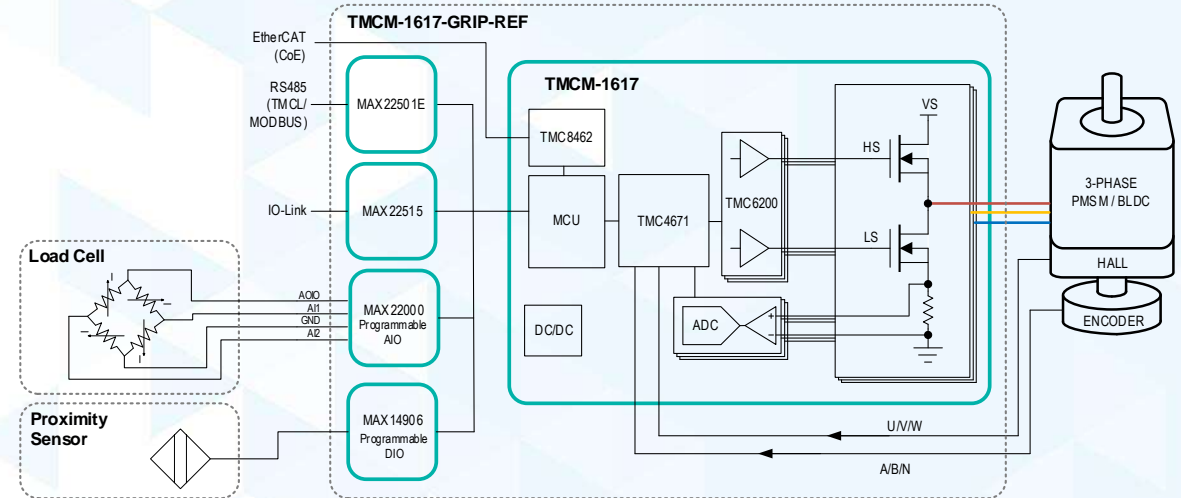 TMCM-1617-GRIP-REF
EtherCAT
(CoE)
RS485
(TMCL/
MODBUS)
MAX22501E
IO-Link
MAX22515
TMCM-1617
TMC8462
MCU
TMC4671
TMC6200
DC/DC
ADC
+
−
VS
HS
LS
3-PHASE
PMSM / BLDC
HALL
ENCODER
Load Cell
AOIO
AI1
GND
AI2
MAX22000
Programmable
AIO
Proximity
Sensor
MAX14906
Programmable
DIO
U/V/W
A/B/N